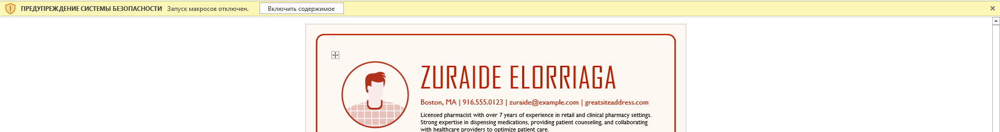 ПРЕДУПРЕЖДЕНИЕ СИСТЕМЫ БЕЗОПАСНОСТИ Запуск макросов отключен. Включить содержимое
ZURAIDE ELORRIAGA
Boston, MA | 916.555.0123 | zuraide@example.com | greatsiteaddress.com
Licensed pharmacist with over 7 years of experience in retail and clinical pharmacy settings.
Strong expertise in dispensing medications, providing patient counseling, and collaborating
with healthcare providers to optimize patient care.